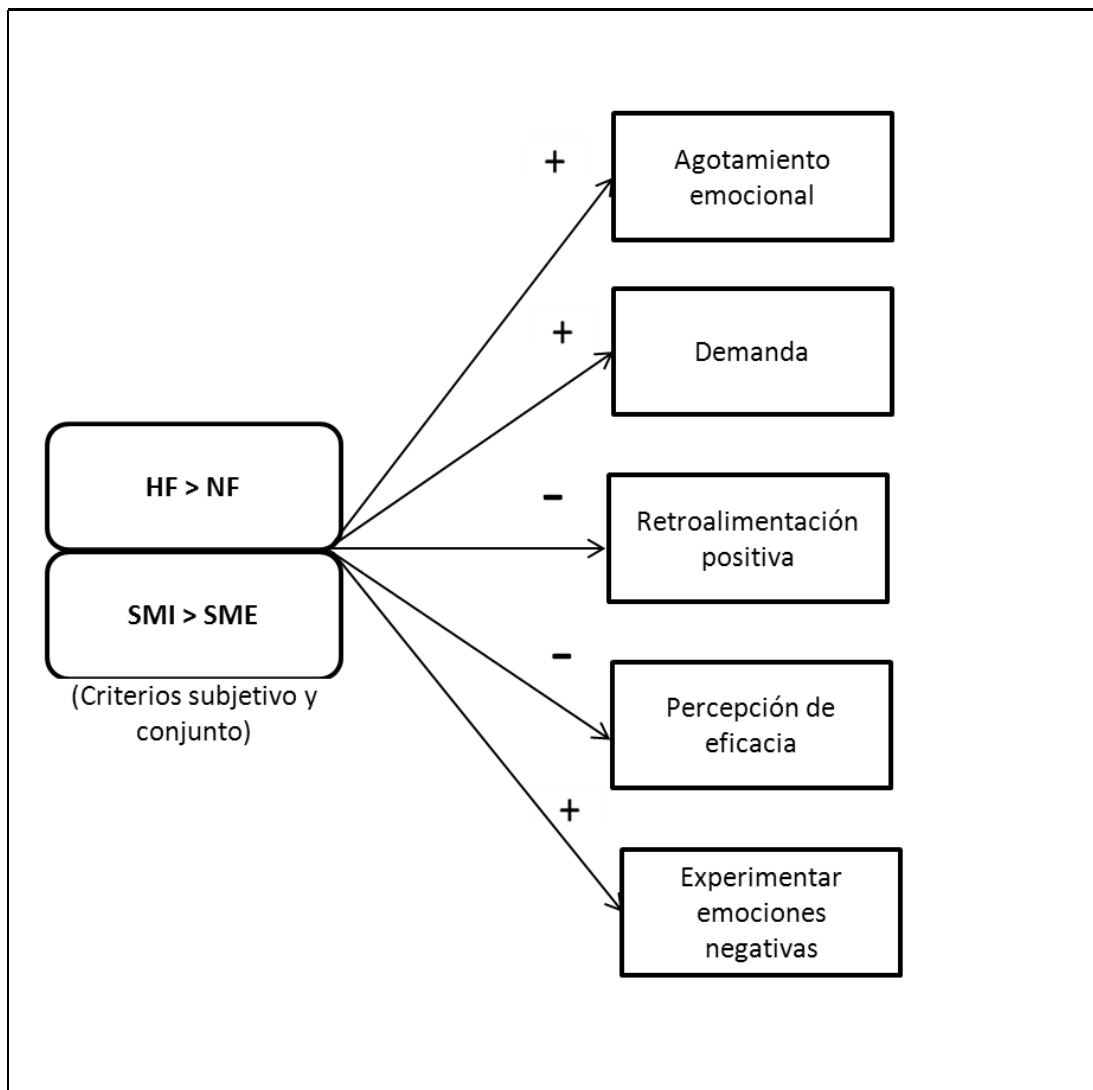 +
Agotamiento
emocional
+
Demanda
HF > NF
-
Retroalimentación
positiva
SMI > SME
(Criterios subjetivo y
conjunto)
-
Percepción de
eficacia
+
Experimentar
emociones
negativas